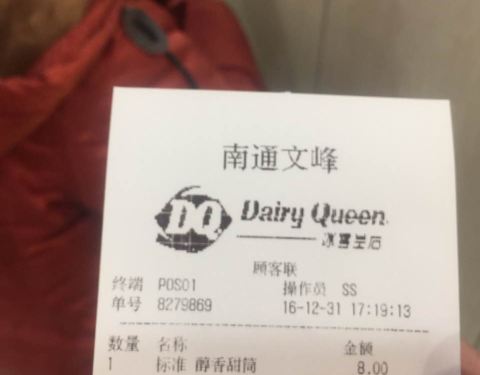 南通文峰
DQ Dairy Queen.
冰雪皇后
顾客联
终端 POS01 操作员 SS
单号 8279869 16-12-31 17:19:13
数量 名称 金额
1 标准 醇香甜筒 8.00